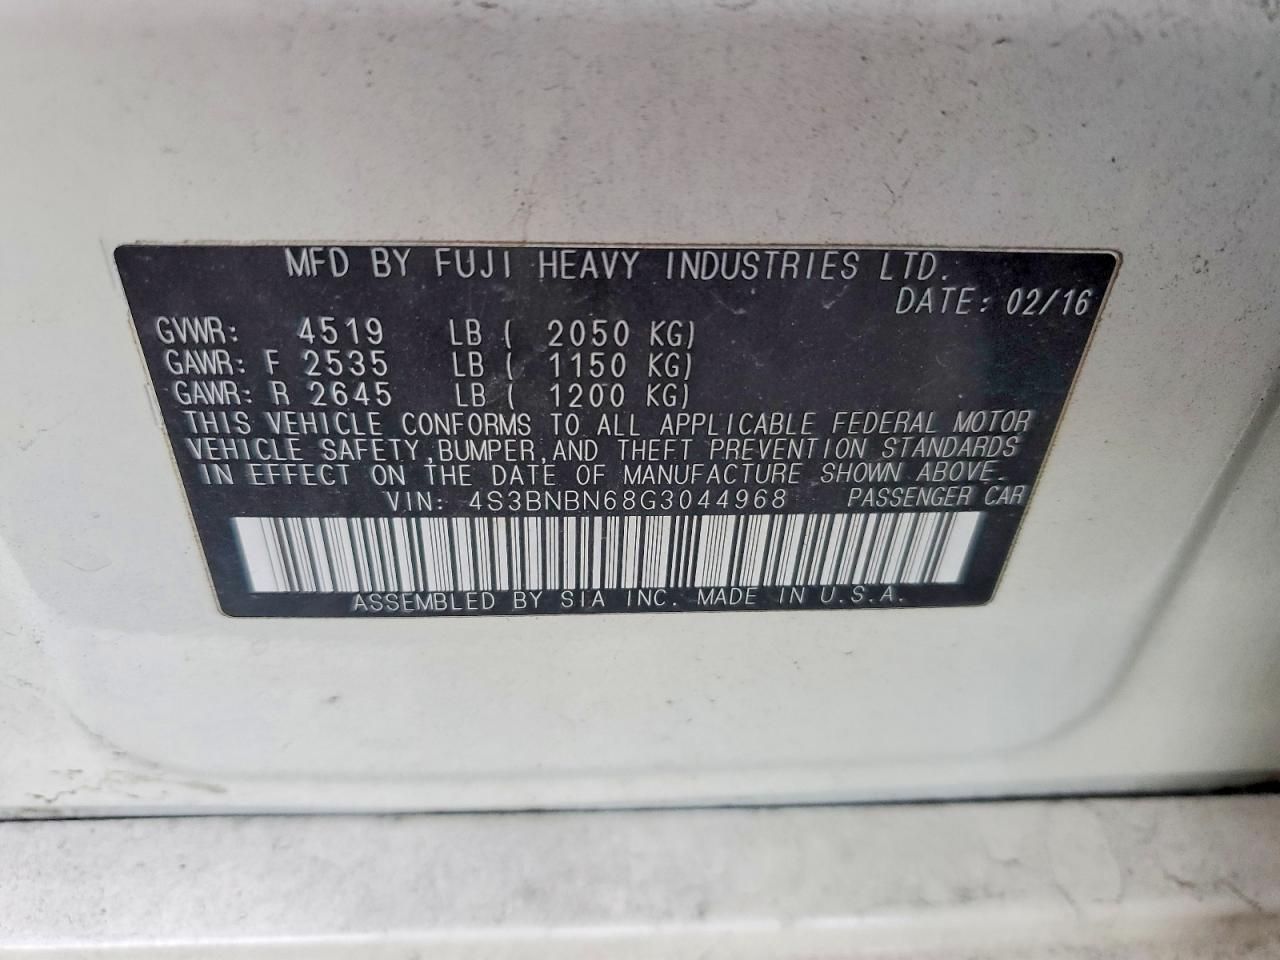 MFD BY FUJI HEAVY INDUSTRIES LTD.
DATE: 02/16
GVWR: 4519 LB ( 2050 KG)
GAWR: F 2535 LB ( 1150 KG)
GAWR: R 2645 LB ( 1200 KG)
THIS VEHICLE CONFORMS TO ALL APPLICABLE FEDERAL MOTOR
VEHICLE SAFETY,BUMPER,AND THEFT PREVENTION STANDARDS
IN EFFECT ON THE DATE OF MANUFACTURE SHOWN ABOVE.
VIN: 4S3BNBN68G3044968 PASSENGER CAR
ASSEMBLED BY SIA INC. MADE IN U.S.A.